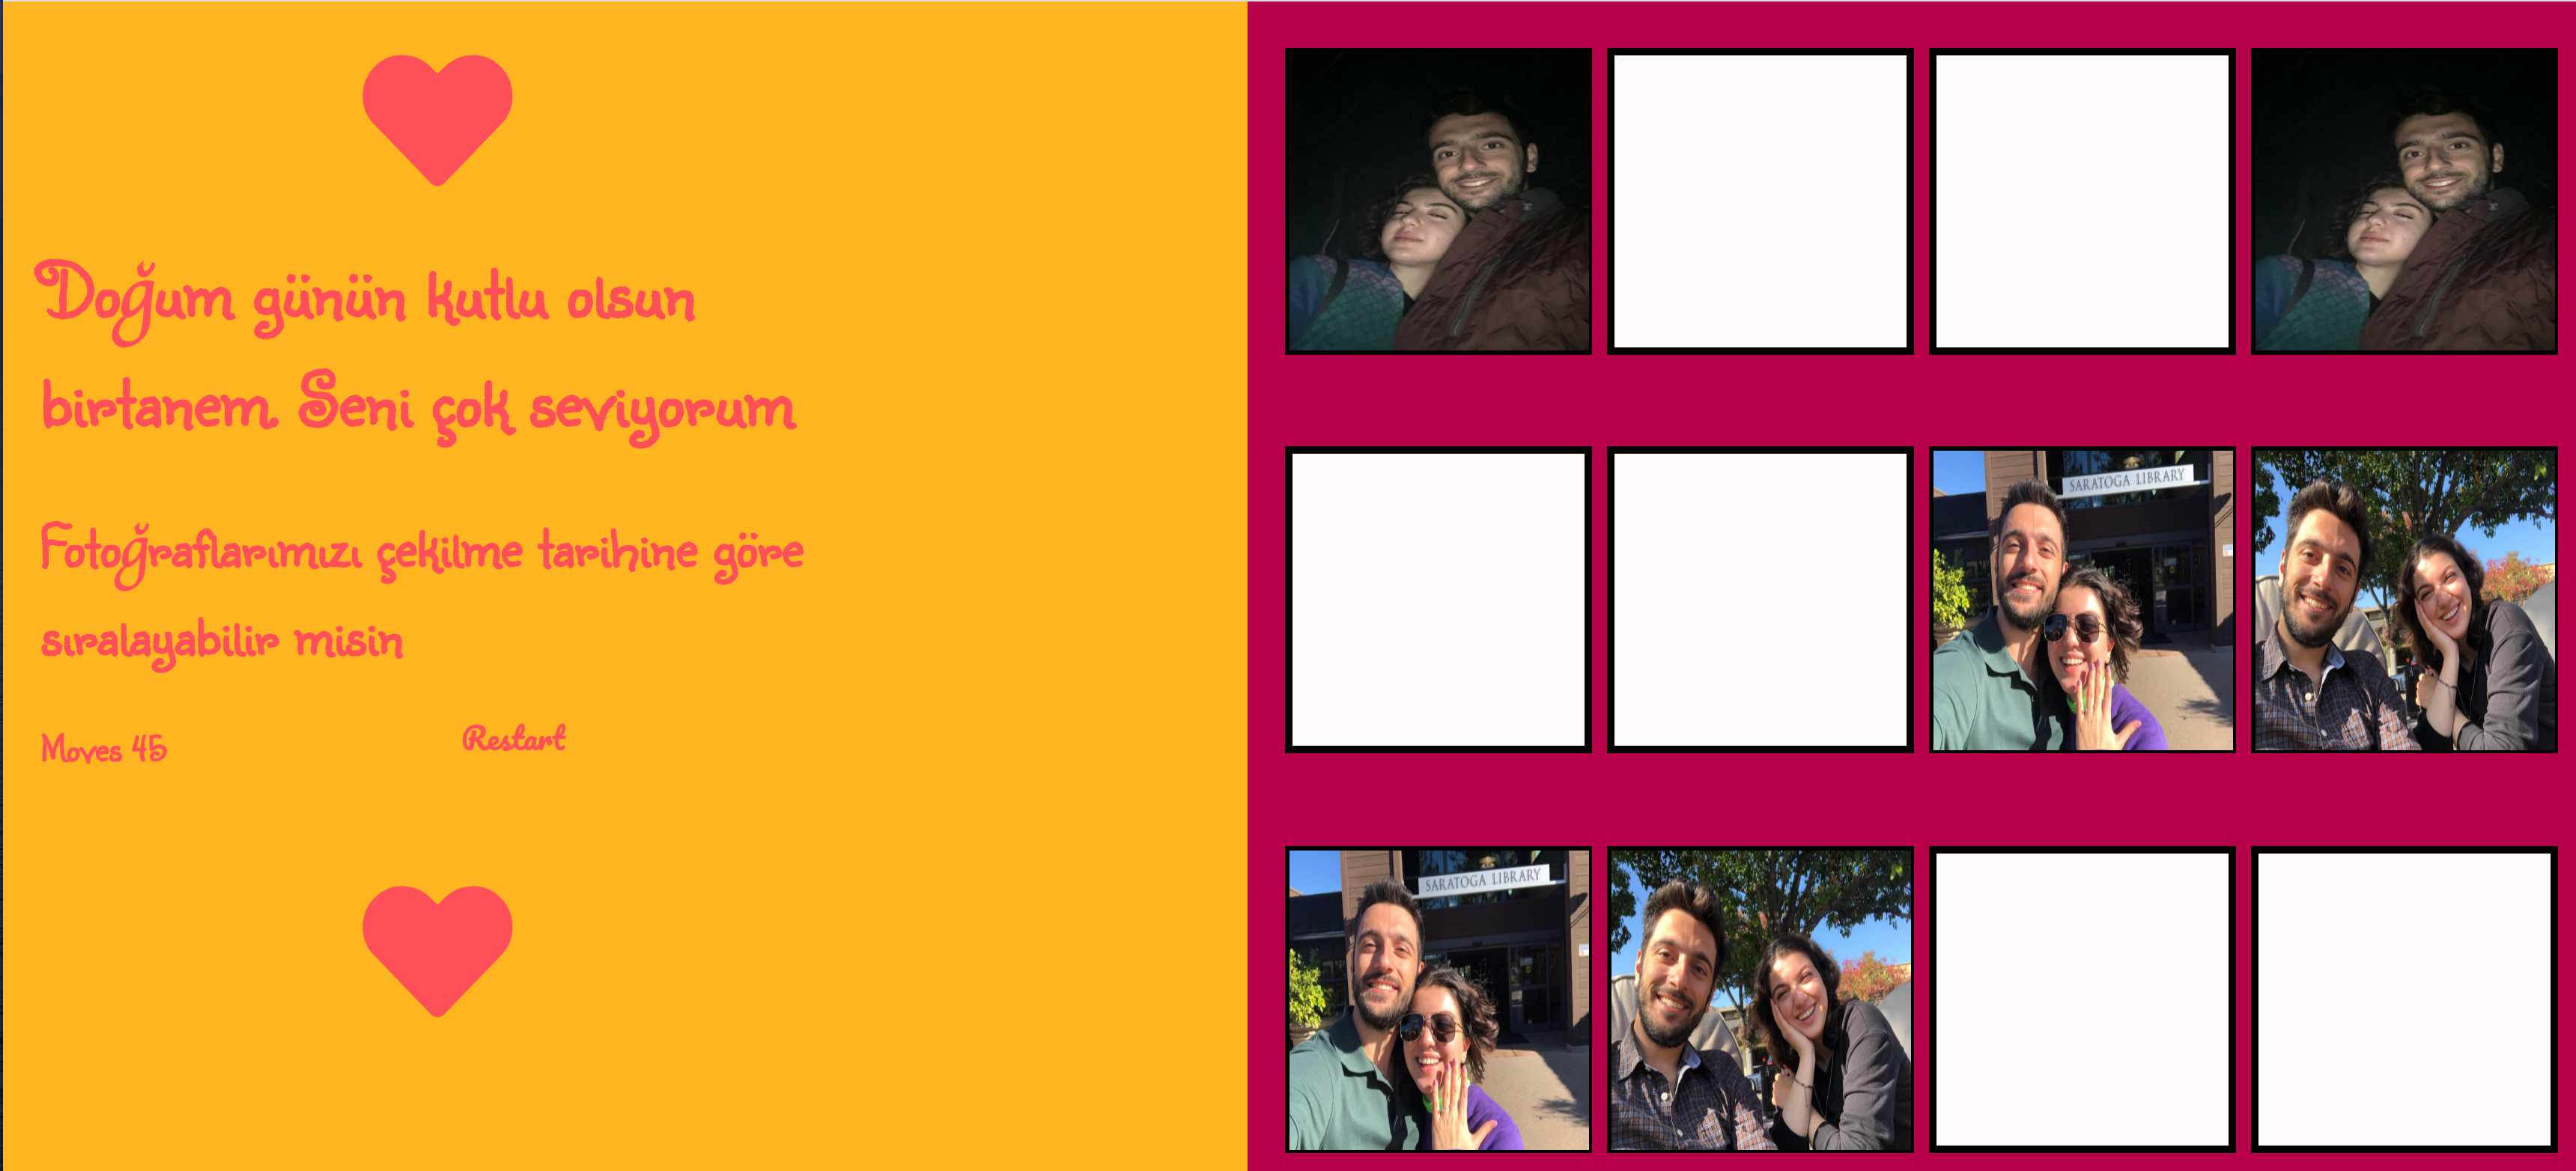 Doğum günün kutlu olsun
birtanem. Seni çok seviyorum
Fotoğraflarımızı çekilme tarihine göre
sıralayabilir misin
Moves 45
Restart
SARATOGA LIBRARY
SARATOGA LIBRARY